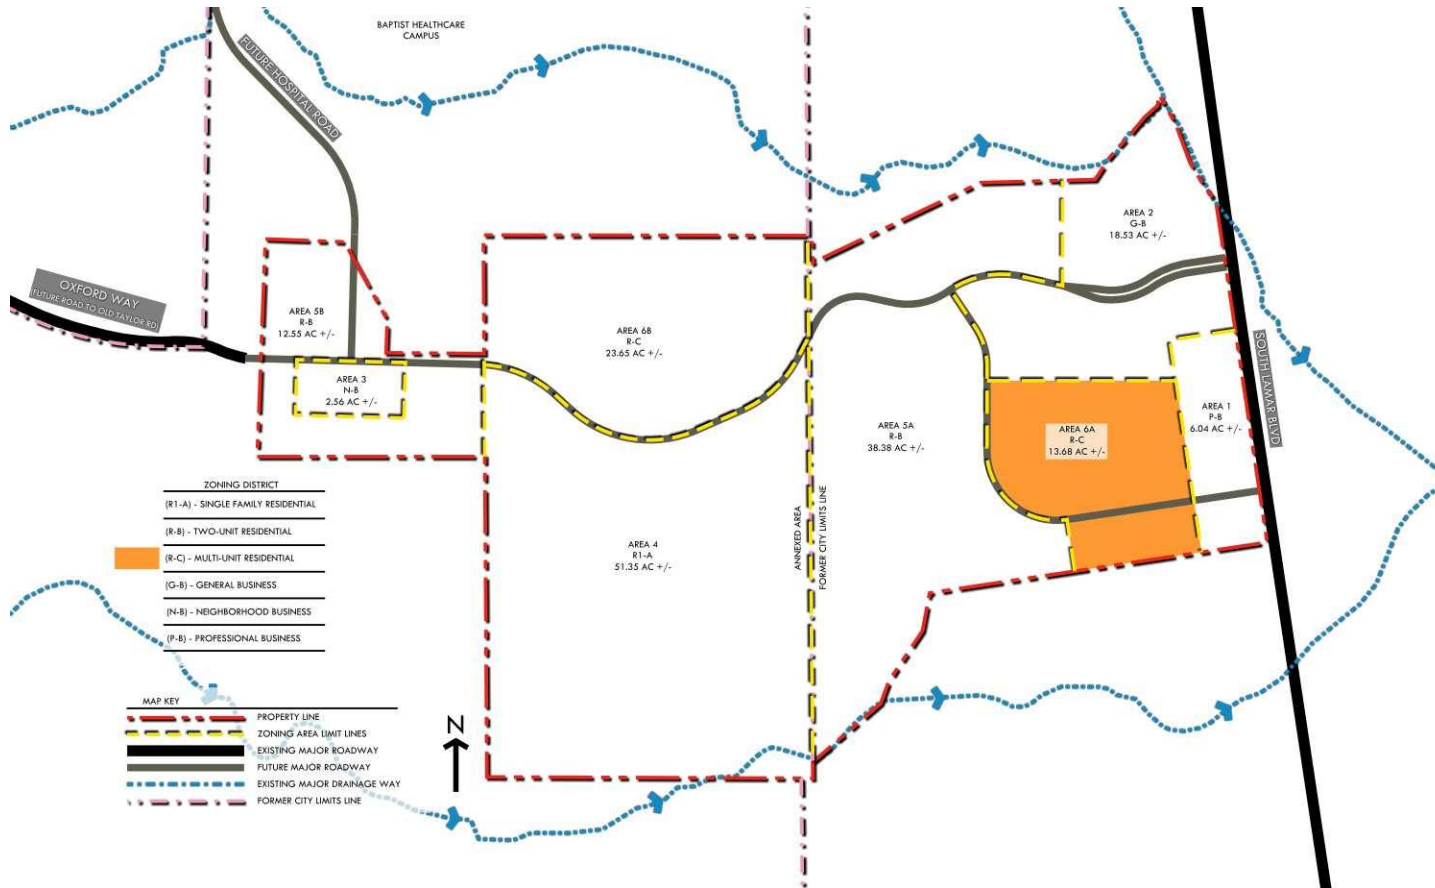 BAPTIST HEALTHCARE
CAMPUS
FUTURE HOSPITAL ROAD
OXFORD WAY
(FUTURE ROAD TO OLD TAYLOR RD)
AREA 2
G-B
18.53 AC +/-
AREA 5B
R-B
12.55 AC +/-
AREA 6B
R-C
23.65 AC +/-
AREA 3
N-B
2.56 AC +/-
AREA 1
P-B
6.04 AC +/-
SOUTH LAMAR BLVD
AREA 5A
R-B
38.38 AC +/-
AREA 6A
R-C
13.68 AC +/-
AREA 4
R1-A
51.35 AC +/-
ANNEXED AREA
FORMER CITY LIMITS LINE
ZONING DISTRICT
(R1-A) - SINGLE FAMILY RESIDENTIAL
(R-B) - TWO-UNIT RESIDENTIAL
(R-C) - MULTI-UNIT RESIDENTIAL
(G-B) - GENERAL BUSINESS
(N-B) - NEIGHBORHOOD BUSINESS
(P-B) - PROFESSIONAL BUSINESS
MAP KEY
PROPERTY LINE
ZONING AREA LIMIT LINES
EXISTING MAJOR ROADWAY
FUTURE MAJOR ROADWAY
EXISTING MAJOR DRAINAGE WAY
FORMER CITY LIMITS LINE
N